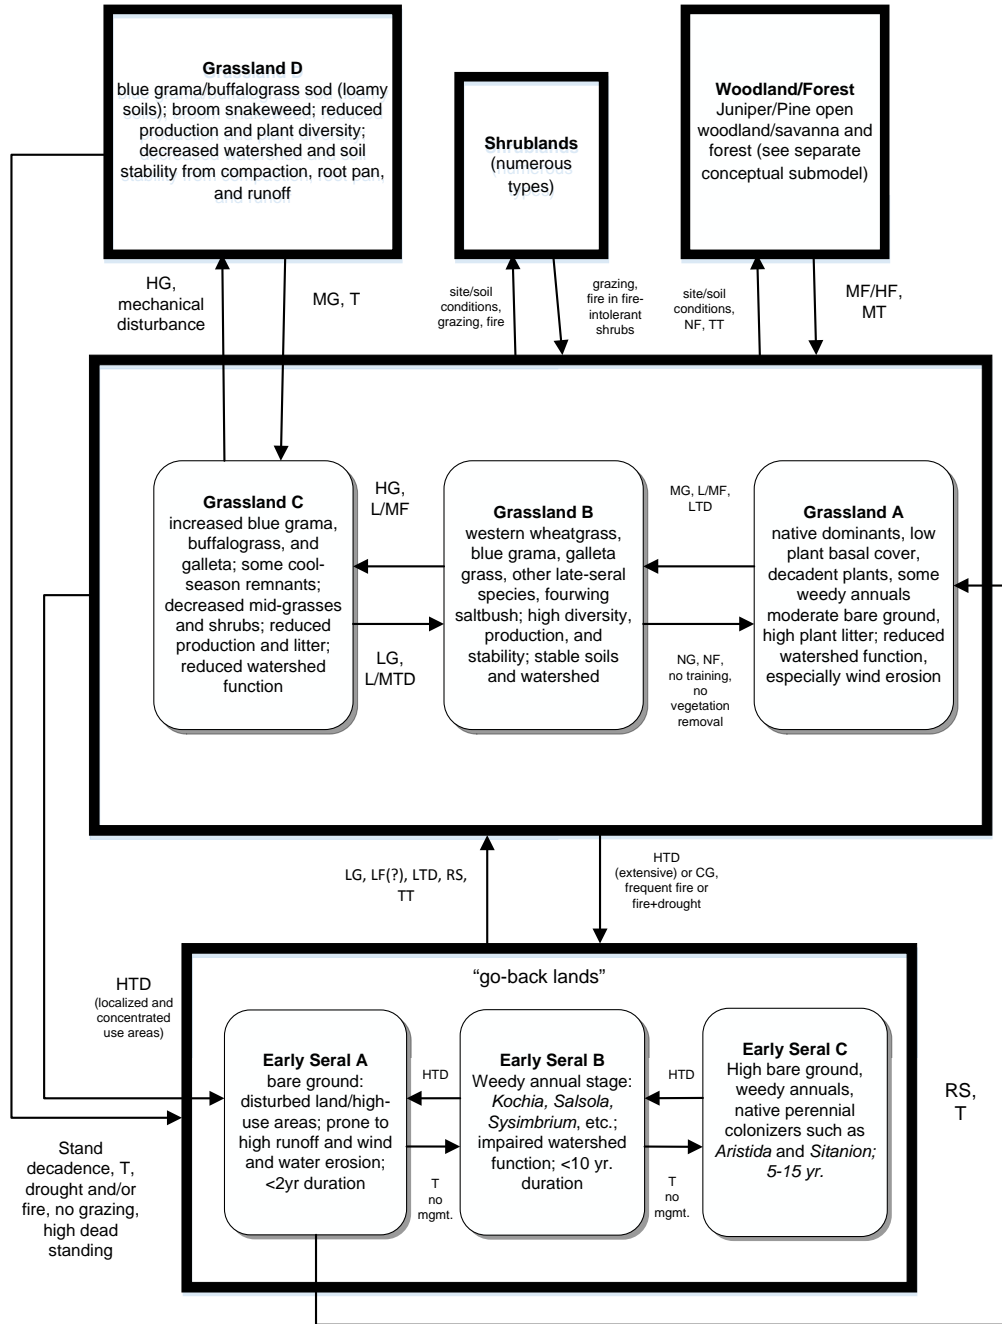 Grassland D
blue grama/buffalograss sod (loamy
soils); broom snakeweed; reduced
production and plant diversity;
decreased watershed and soil
stability from compaction, root pan,
and runoff
Shrublands
(numerous
types)
Woodland/Forest
Juniper/Pine open
woodland/savanna and
forest (see separate
conceptual submodel)
HG,
mechanical
disturbance
MG, T
site/soil
conditions,
grazing, fire
grazing,
fire in fire-
intolerant
shrubs
site/soil
conditions,
NF, TT
MF/HF,
MT
Grassland C
increased blue grama,
buffalograss, and
galleta; some cool-
season remnants;
decreased mid-grasses
and shrubs; reduced
production and litter;
reduced watershed
function
HG,
L/MF
LG,
L/MTD
Grassland B
western wheatgrass,
blue grama, galleta
grass, other late-seral
species, fourwing
saltbush; high diversity,
production, and
stability; stable soils
and watershed
MG, L/MF,
LTD
NG, NF,
no training,
no
vegetation
removal
Grassland A
native dominants, low
plant basal cover,
decadent plants, some
weedy annuals
moderate bare ground,
high plant litter; reduced
watershed function,
especially wind erosion
LG, LF(?), LTD, RS,
TT
HTD
(extensive) or CG,
frequent fire or
fire+drought
HTD
(localized and
concentrated
use areas)
"go-back lands"
Early Seral A
bare ground:
disturbed land/high-
use areas; prone to
high runoff and wind
and water erosion;
<2yr duration
HTD
T
no
mgmt.
Early Seral B
Weedy annual stage:
Kochia, Salsola,
Sysimbrium, etc.;
impaired watershed
function; <10 yr.
duration
HTD
T
no
mgmt.
Early Seral C
High bare ground,
weedy annuals,
native perennial
colonizers such as
Aristida and Sitanion;
5-15 yr.
RS,
T
Stand
decadence, T,
drought and/or
fire, no grazing,
high dead
standing